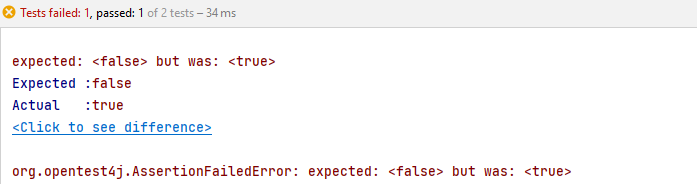 Tests failed: 1, passed: 1 of 2 tests – 34 ms
expected: <false> but was: <true>
Expected :false
Actual   :true
<Click to see difference>
org.opentest4j.AssertionFailedError: expected: <false> but was: <true>